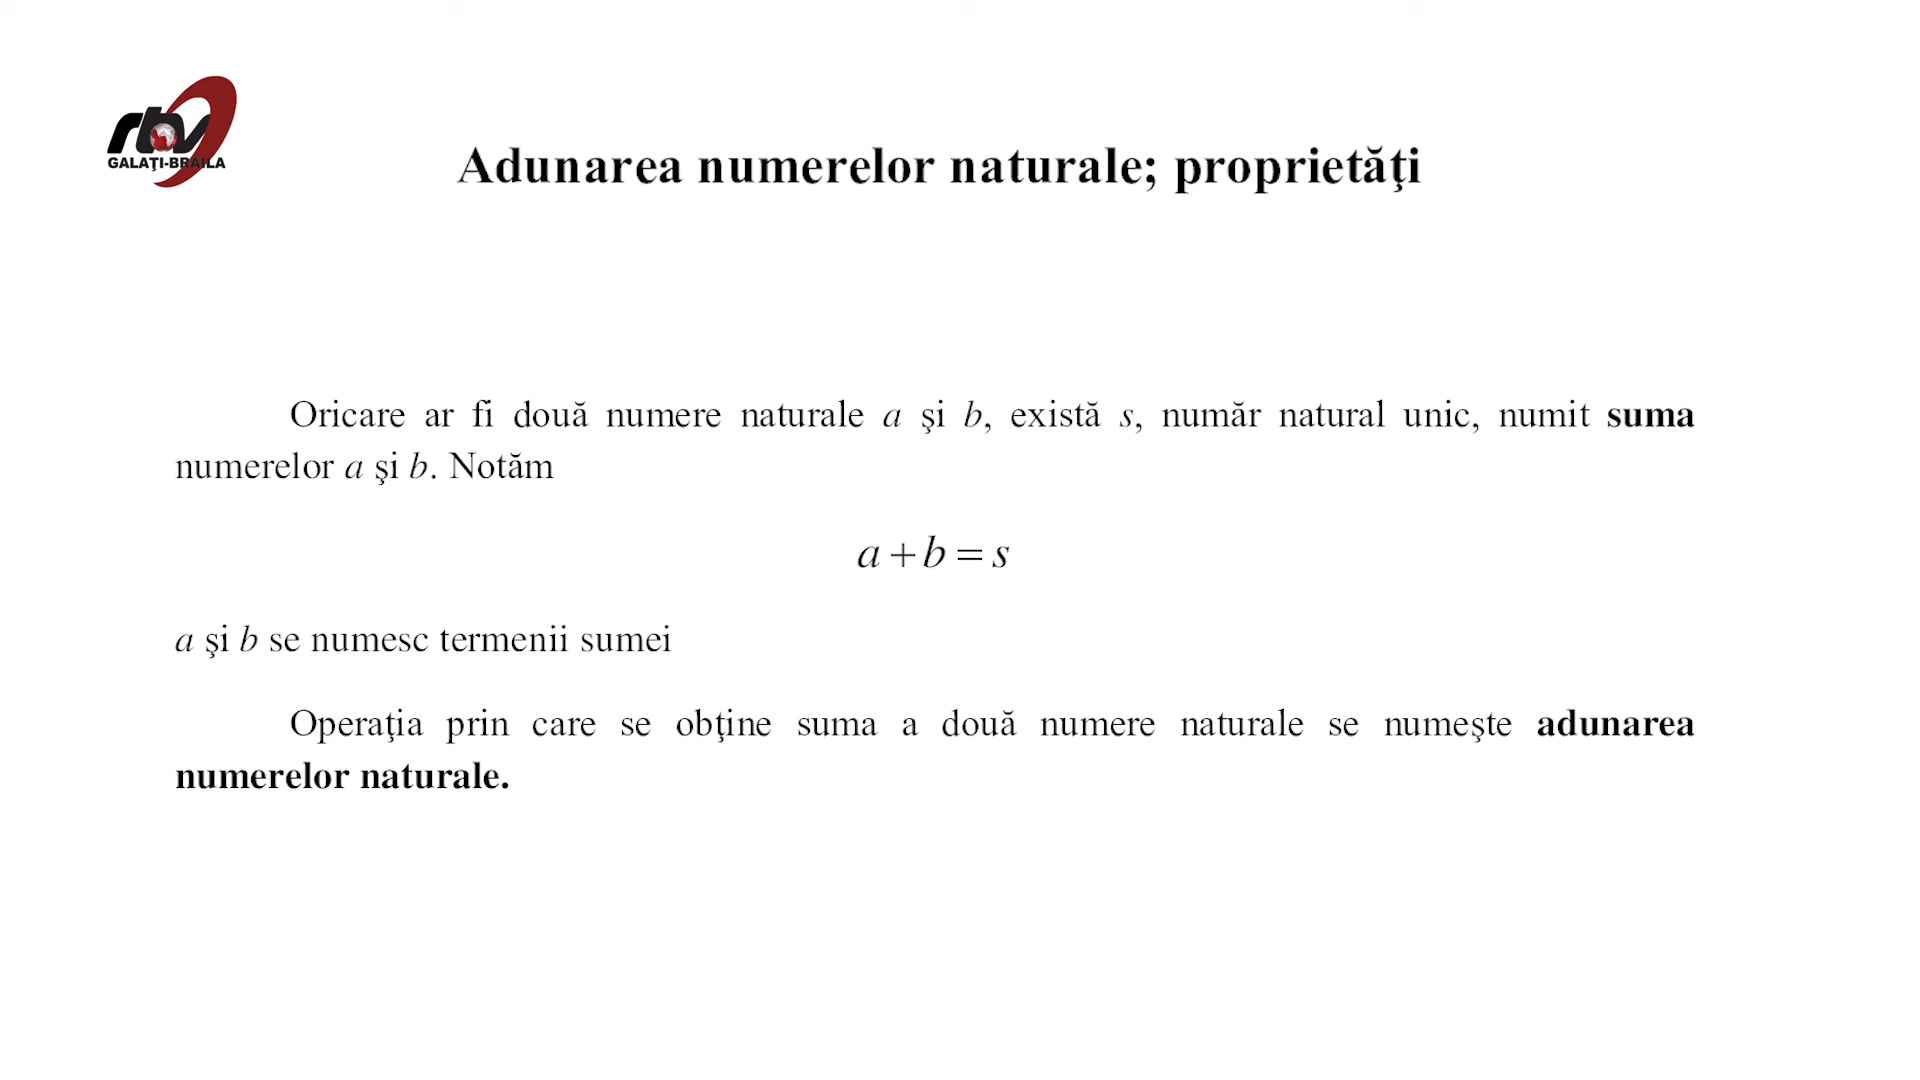 rtv
GALAŢI-BRĂILA
Adunarea numerelor naturale; proprietăţi
Oricare ar fi două numere naturale a şi b, există s, număr natural unic, numit suma
numerelor a şi b. Notăm
a + b = s
a şi b se numesc termenii sumei
Operaţia prin care se obţine suma a două numere naturale se numeşte adunarea
numerelor naturale.